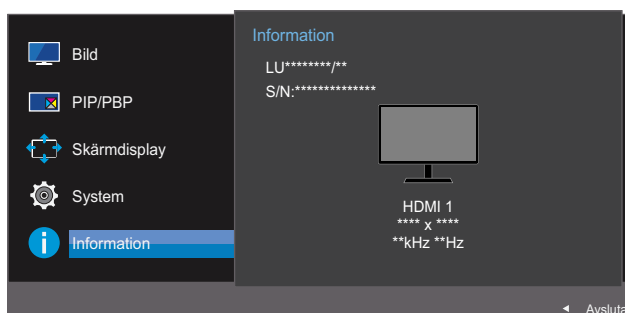 Bild
PIP/PBP
Skärmdisplay
System
Information
Information
LU********/**
S/N:**************
HDMI 1
**** x ****
**kHz **Hz
Avsluta